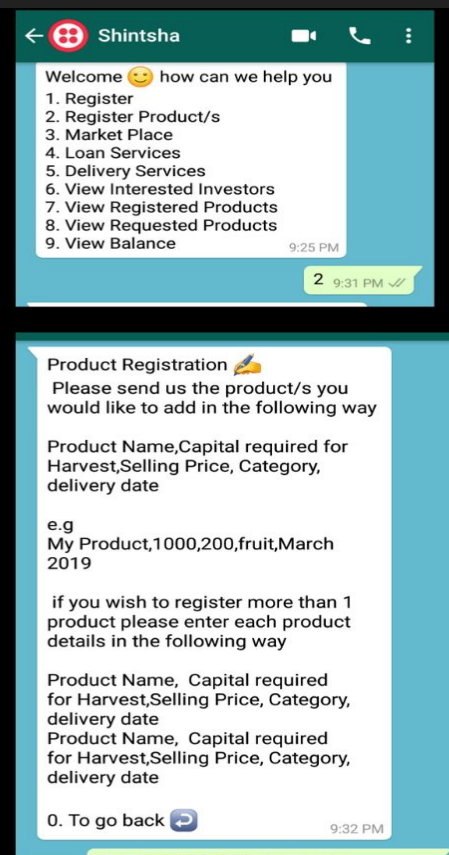 Shintsha
Welcome 😉 how can we help you
1. Register
2. Register Product/s
3. Market Place
4. Loan Services
5. Delivery Services
6. View Interested Investors
7. View Registered Products
8. View Requested Products
9. View Balance
9:25 PM
2 9:31 PM
Product Registration ✍
Please send us the product/s you
would like to add in the following way
Product Name,Capital required for
Harvest,Selling Price, Category,
delivery date
e.g
My Product,1000,200,fruit,March
2019
if you wish to register more than 1
product please enter each product
details in the following way
Product Name, Capital required
for Harvest,Selling Price, Category,
delivery date
Product Name, Capital required
for Harvest,Selling Price, Category,
delivery date
0. To go back ↩
9:32 PM